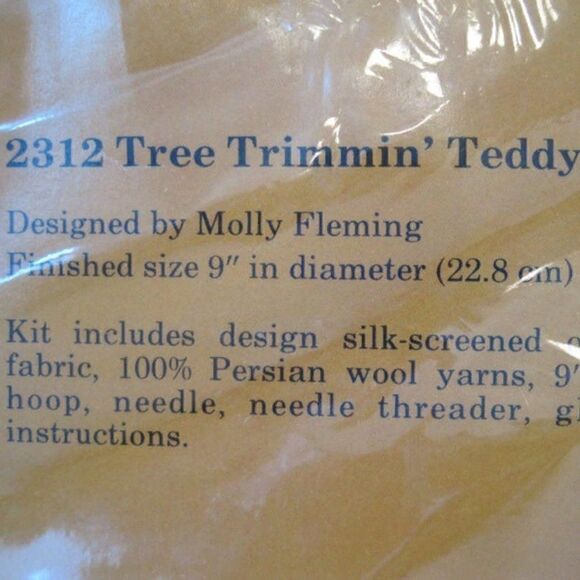 2312 Tree Trimmin' Teddy
Designed by Molly Fleming
Finished size 9" in diameter (22.8 cm)
Kit includes design silk-screened
fabric, 100% Persian wool yarns, 9"
hoop, needle, needle threader,
instructions.